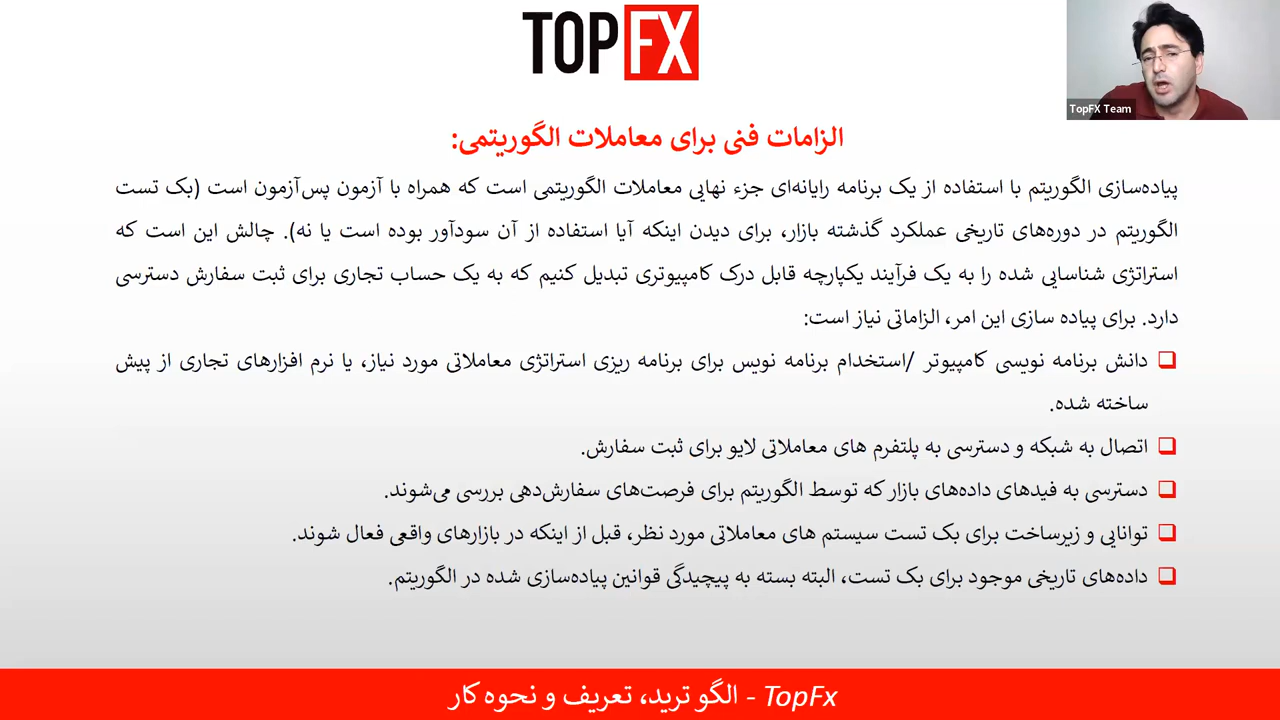 TOPFX
TopFX Team
الزامات فنی برای معاملات الگوریتمی:
پیاده‌سازی الگوریتم با استفاده از یک برنامه رایانه‌ای جزء نهایی معاملات الگوریتمی است که همراه با آزمون پس‌آزمون است (بک تست
الگوریتم در دوره‌های تاریخی عملکرد گذشته بازار، برای دیدن اینکه آیا استفاده از آن سودآور بوده است یا نه). چالش این است که
استراتژی شناسایی شده را به یک فرآیند یکپارچه قابل درک کامپیوتری تبدیل کنیم که به یک حساب تجاری برای ثبت سفارش دسترسی
دارد. برای پیاده سازی این امر، الزاماتی نیاز است:
❑ دانش برنامه نویسی کامپیوتر /استخدام برنامه نویس برای برنامه ریزی استراتژی معاملاتی مورد نیاز، یا نرم افزارهای تجاری از پیش
ساخته شده.
❑ اتصال به شبکه و دسترسی به پلتفرم های معاملاتی لایو برای ثبت سفارش.
❑ دسترسی به فیدهای داده‌های بازار که توسط الگوریتم برای فرصت‌های سفارش‌دهی بررسی می‌شوند.
❑ توانایی و زیرساخت برای بک تست سیستم های معاملاتی مورد نظر، قبل از اینکه در بازارهای واقعی فعال شوند.
❑ داده‌های تاریخی موجود برای بک تست، البته بسته به پیچیدگی قوانین پیاده‌سازی شده در الگوریتم.
TopFx - الگو ترید، تعریف و نحوه کار